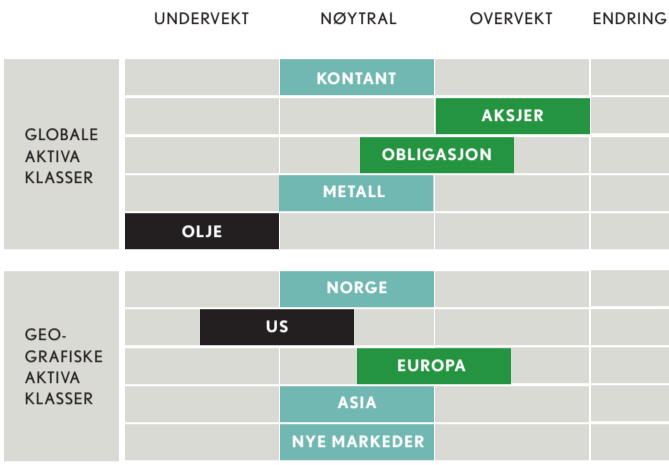 UNDERVEKT NØYTRAL OVERVEKT ENDRING
KONTANT
AKSJER
GLOBALE
AKTIVA
KLASSER
OBLIGASJON
METALL
OLJE
NORGE
US
GEO-
GRAFISKE
AKTIVA
KLASSER
EUROPA
ASIA
NYE MARKEDER